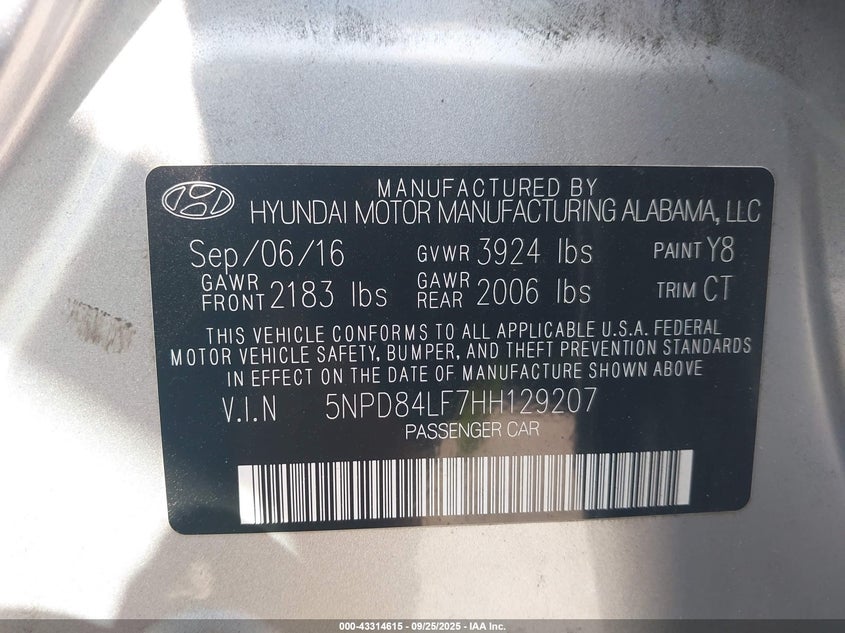 MANUFACTURED BY
HYUNDAI MOTOR MANUFACTURING ALABAMA, LLC
Sep/06/16 GVWR 3924 lbs PAINT Y8
GAWR FRONT 2183 lbs GAWR REAR 2006 lbs TRIM CT
THIS VEHICLE CONFORMS TO ALL APPLICABLE U.S.A. FEDERAL
MOTOR VEHICLE SAFETY, BUMPER, AND THEFT PREVENTION STANDARDS
IN EFFECT ON THE DATE OF MANUFACTURE SHOWN ABOVE
V.I.N 5NPD84LF7HH129207
PASSENGER CAR
000-43314615 - 09/25/2025 - IAA Inc.